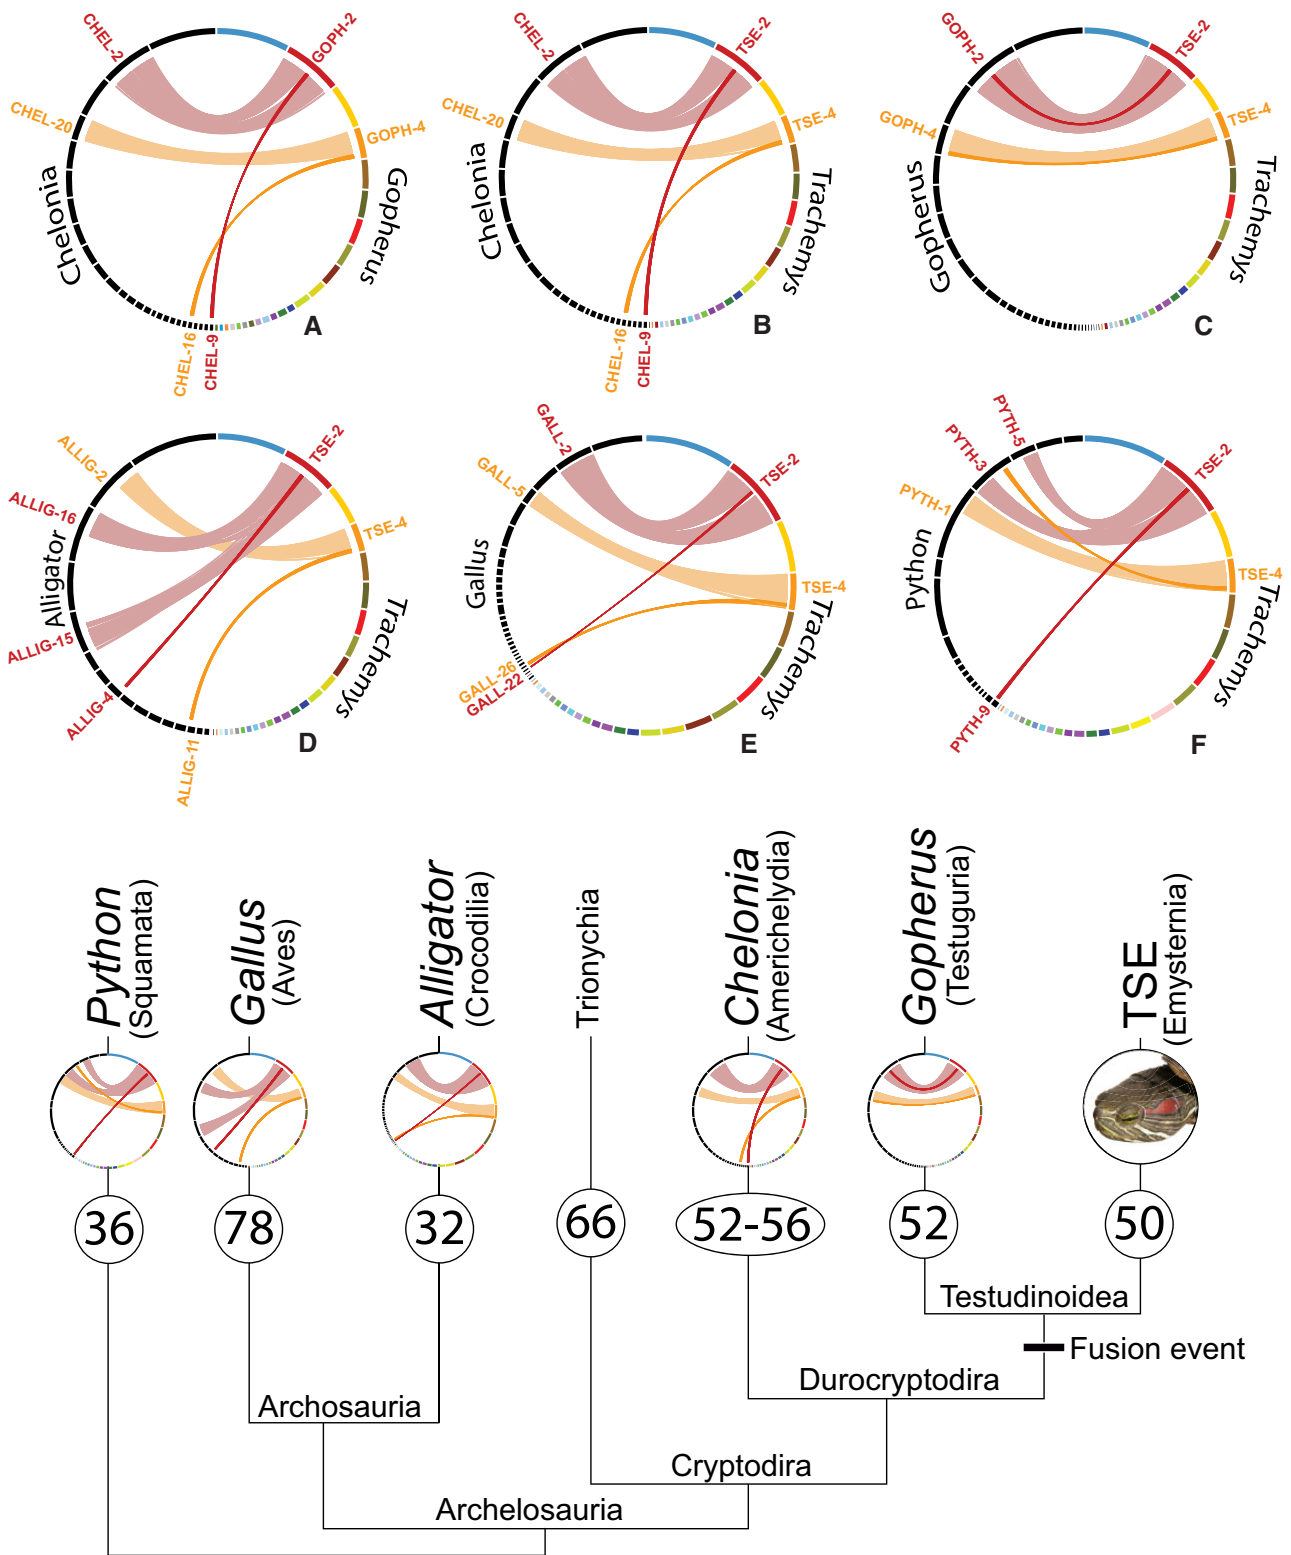 CHEL-2
GOPH-2
CHEL-20
GOPH-4
Chelonia
Gopherus
CHEL-16
CHEL-9
A
CHEL-2
TSE-2
CHEL-20
TSE-4
Chelonia
Trachemys
CHEL-16
CHEL-9
B
GOPH-2
TSE-2
GOPH-4
TSE-4
Gopherus
Trachemys
C
ALLIG-2
TSE-2
ALLIG-16
TSE-4
Alligator
ALLIG-15
Trachemys
ALLIG-4
ALLIG-11
D
GALL-2
TSE-2
GALL-5
TSE-4
Gallus
Trachemys
GALL-26
GALL-22
E
PYTH-5
PYTH-3
TSE-2
PYTH-1
TSE-4
Python
Trachemys
PYTH-9
F
Python
(Squamata)
Gallus
(Aves)
Alligator
(Crocodilia)
Trionychia
Chelonia
(Americhelydia)
Gopherus
(Testuguria)
TSE
(Emysternia)
36
78
32
66
52-56
52
50
Testudinoidea
Fusion event
Durocryptodira
Archosauria
Cryptodira
Archelosauria